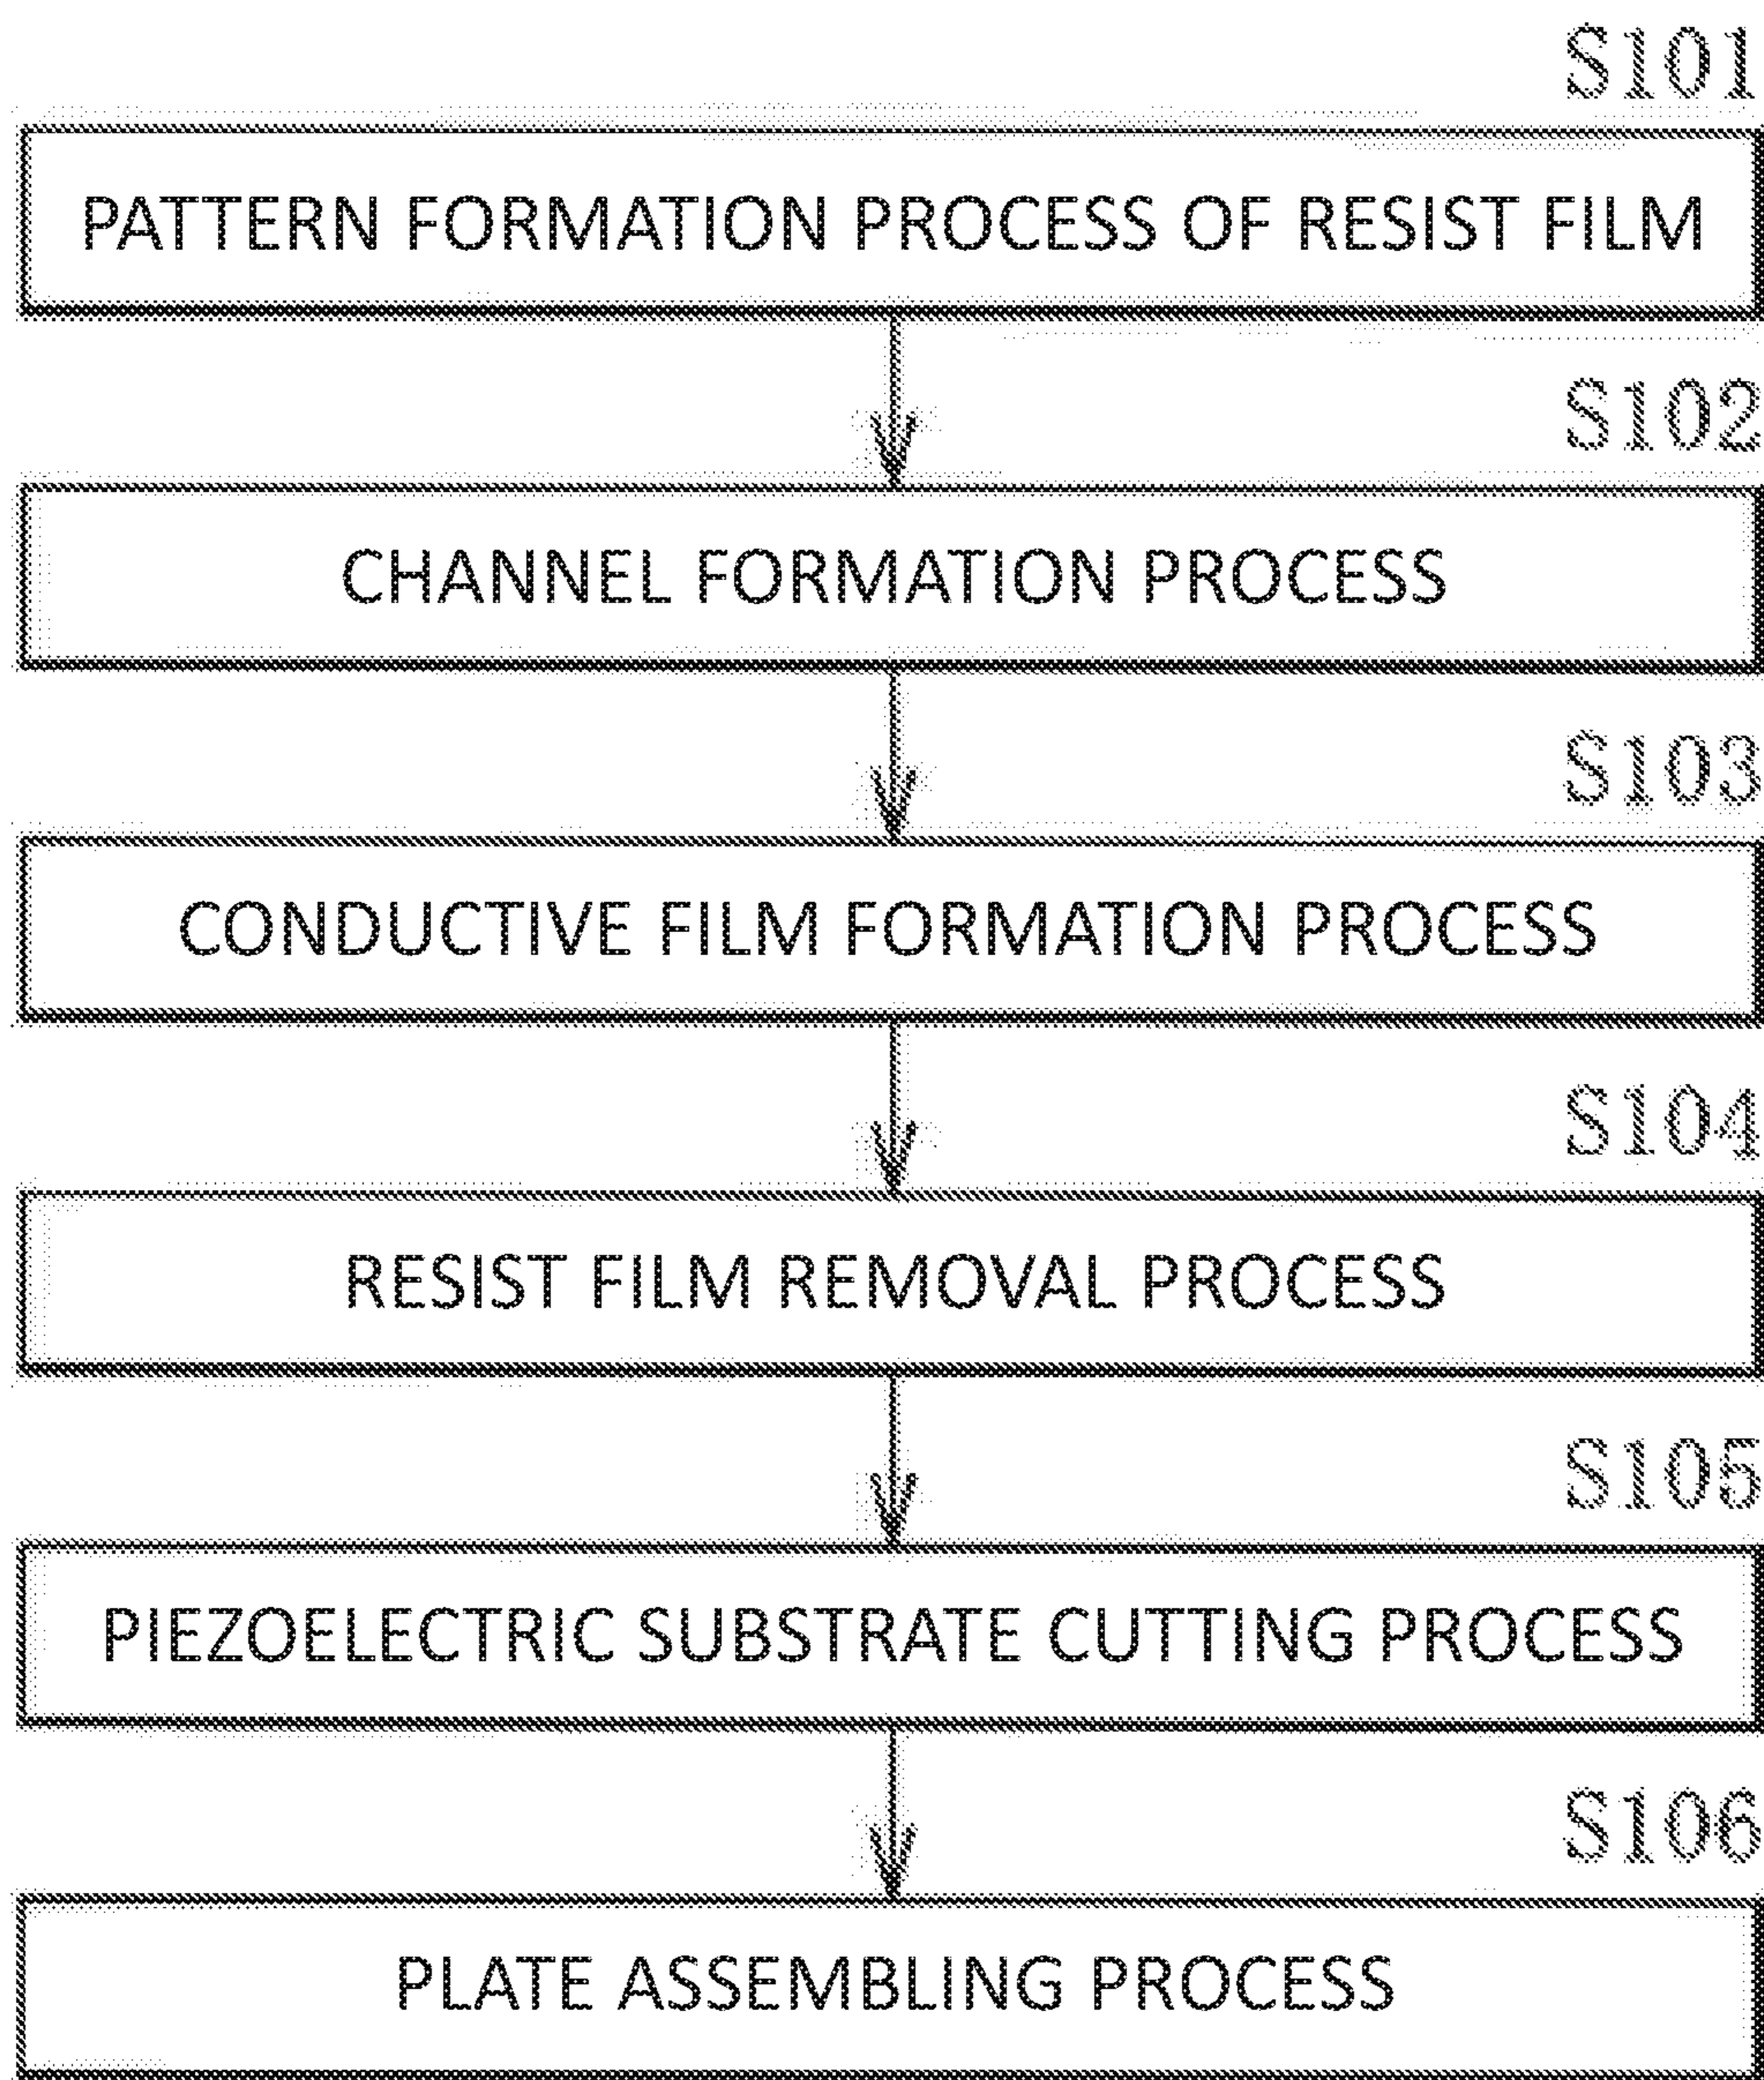 S101
PATTERN FORMATION PROCESS OF RESIST FILM
S102
CHANNEL FORMATION PROCESS
S103
CONDUCTIVE FILM FORMATION PROCESS
S104
RESIST FILM REMOVAL PROCESS
S105
PIEZOELECTRIC SUBSTRATE CUTTING PROCESS
S106
PLATE ASSEMBLING PROCESS